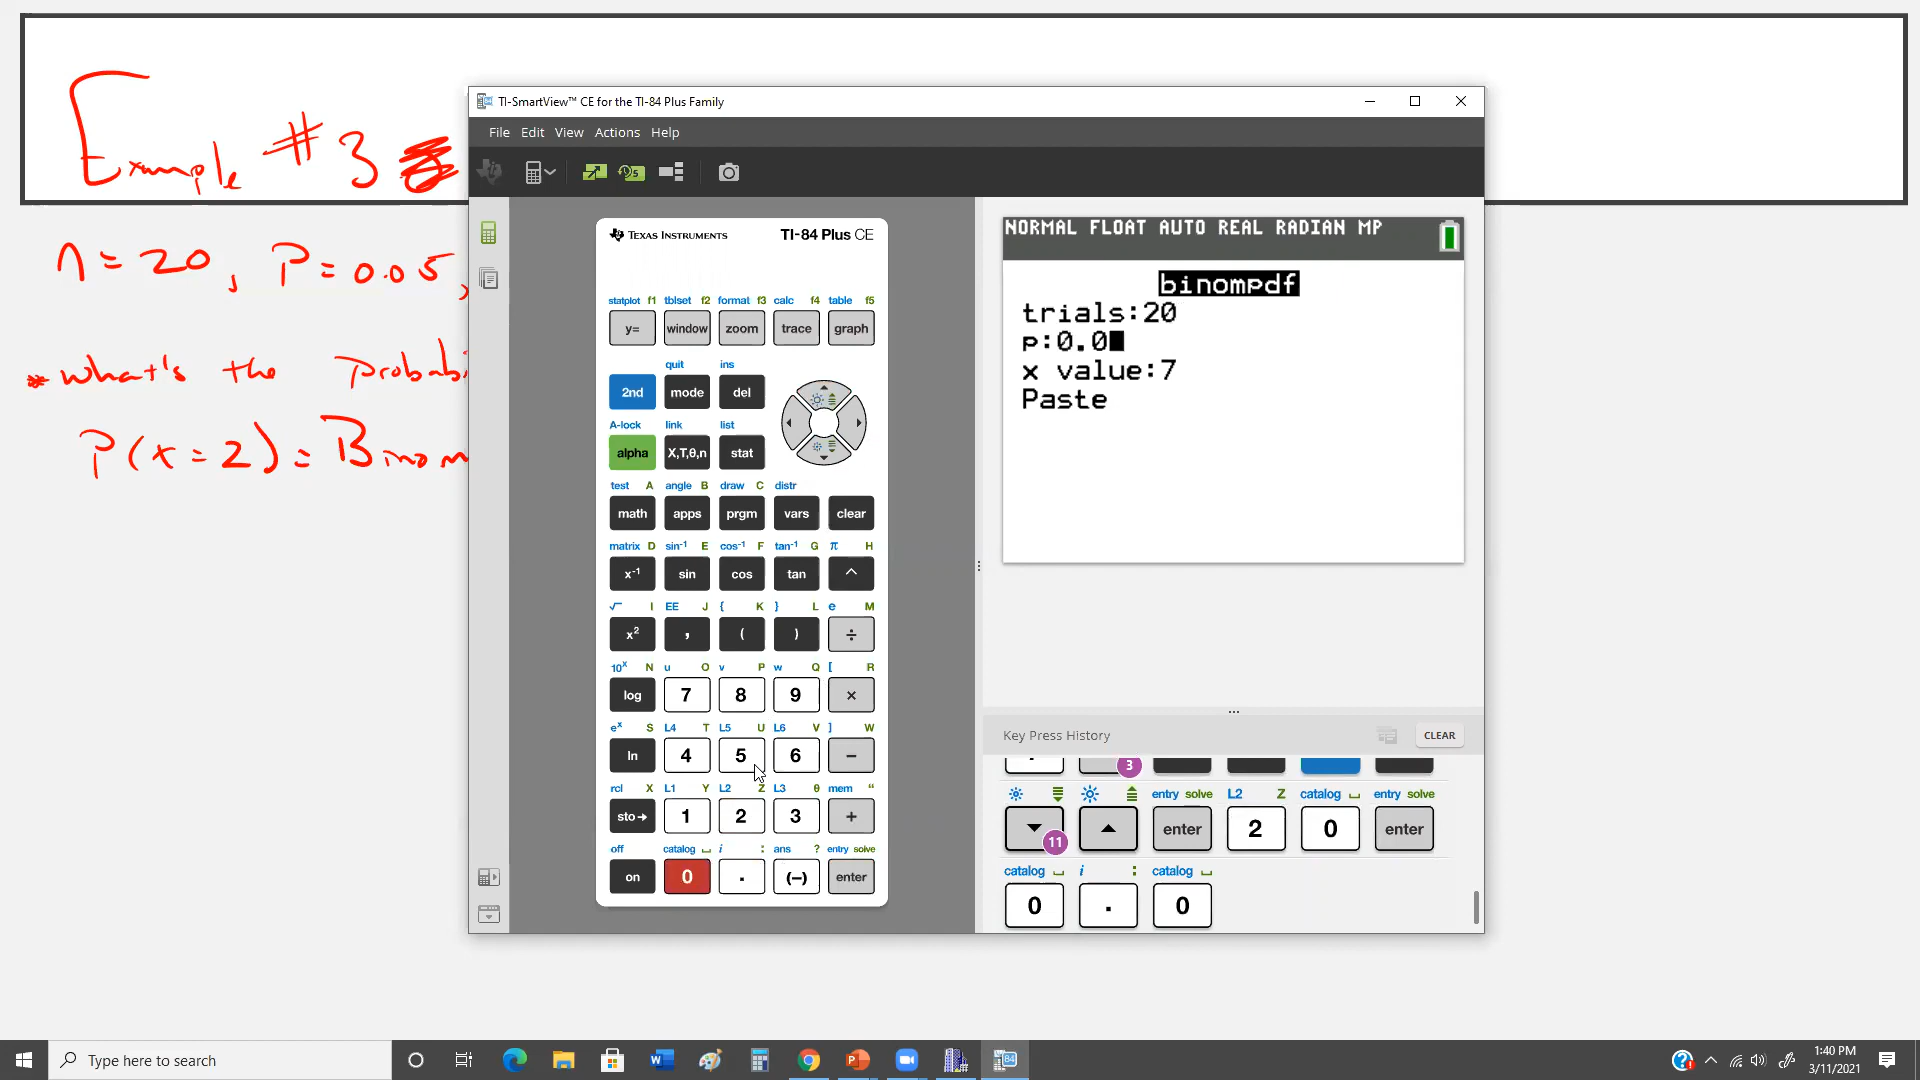 Example #3
n = 20, P = 0.05,
* what's the probabi
P(x = 2) = Binom
TI-SmartView™ CE for the TI-84 Plus Family
File Edit View Actions Help
TEXAS INSTRUMENTS TI-84 Plus CE
statplot f1 tblset f2 format f3 calc f4 table f5
y= window zoom trace graph
quit ins
2nd mode del
A-lock link list
alpha X,T,θ,n stat
test A angle B draw C distr
math apps prgm vars clear
matrix D sin⁻¹ E cos⁻¹ F tan⁻¹ G π H
x⁻¹ sin cos tan ^
√ I EE J { K } L e M
x² , ( ) ÷
10ˣ N u O v P w Q [ R
log 7 8 9 ×
eˣ S L4 T L5 U L6 V ] W
ln 4 5 6 −
rcl X L1 Y L2 Z L3 θ mem "
sto→ 1 2 3 +
off catalog ⎵ i : ans ? entry solve
on 0 . (−) enter
NORMAL FLOAT AUTO REAL RADIAN MP
binompdf
trials:20
p:0.0
x value:7
Paste
Key Press History CLEAR
3
entry solve L2 Z catalog ⎵ entry solve
11 enter 2 0 enter
catalog ⎵ i : catalog ⎵
0 . 0
Type here to search
84
1:40 PM
3/11/2021